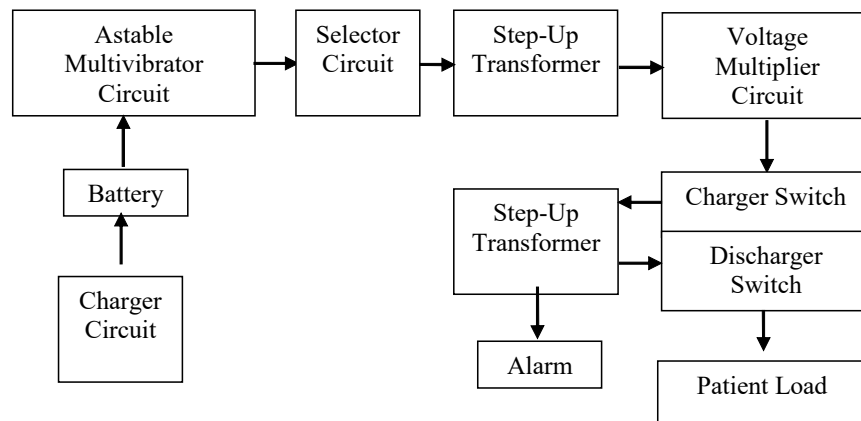 Astable
Multivibrator
Circuit
Selector
Circuit
Step-Up
Transformer
Voltage
Multiplier
Circuit
Battery
Charger
Circuit
Step-Up
Transformer
Charger Switch
Discharger
Switch
Alarm
Patient Load